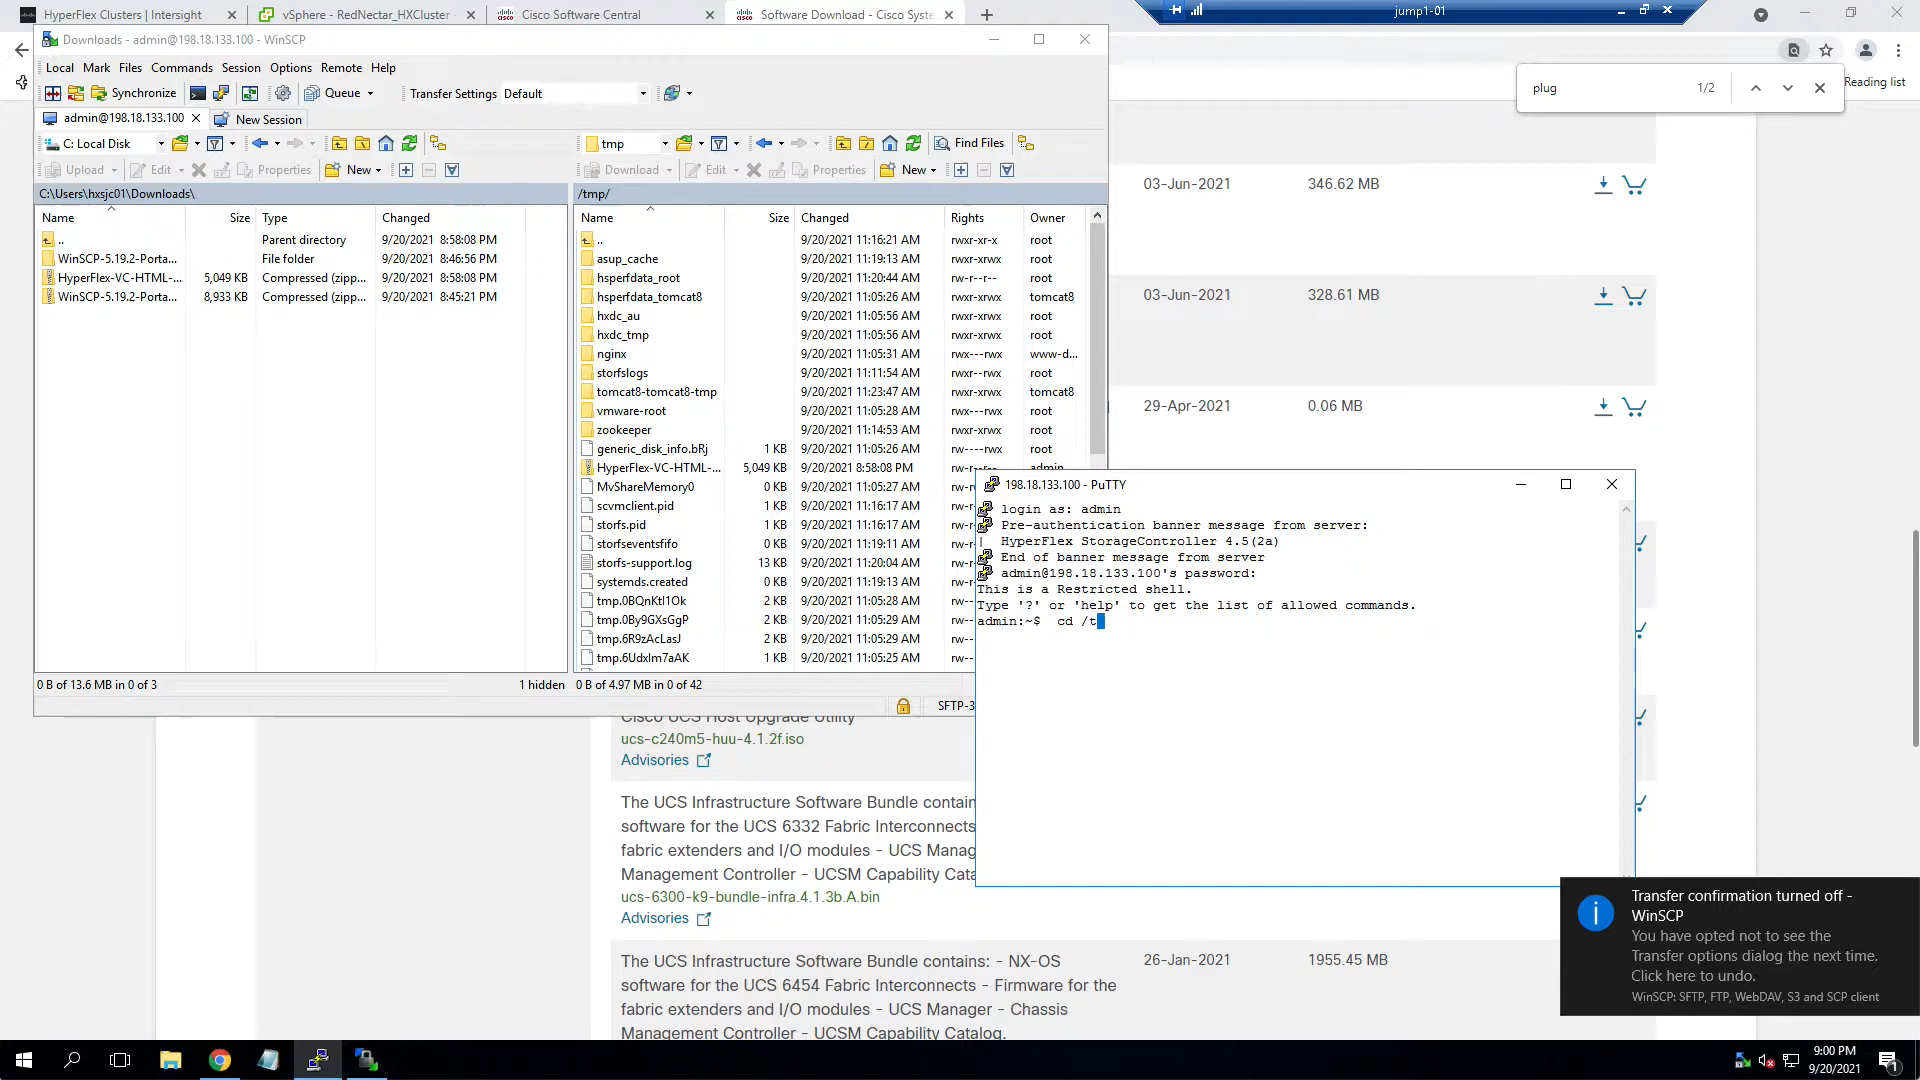 HyperFlex Clusters | Intersight
vSphere - RedNectar_HXCluster -
Cisco Software Central
Software Download - Cisco Syste
jump1-01
Downloads - admin@198.18.133.100 - WinSCP
Local Mark Files Commands Session Options Remote Help
plug 1/2
Reading list
Synchronize Queue Transfer Settings Default
admin@198.18.133.100 New Session
C: Local Disk
tmp Find Files
Upload Edit Properties New
Download Edit Properties New
C:\Users\hxsjc01\Downloads\
/tmp/
Name Size Type Changed
.. Parent directory 9/20/2021 8:58:08 PM
WinSCP-5.19.2-Porta... File folder 9/20/2021 8:46:56 PM
HyperFlex-VC-HTML-... 5,049 KB Compressed (zipp... 9/20/2021 8:58:08 PM
WinSCP-5.19.2-Porta... 8,933 KB Compressed (zipp... 9/20/2021 8:45:21 PM
Name Size Changed Rights Owner
.. 9/20/2021 11:16:21 AM rwxr-xr-x root
asup_cache 9/20/2021 11:19:13 AM rwxr-xrwx root
hsperfdata_root 9/20/2021 11:20:44 AM rw-r--r-- root
hsperfdata_tomcat8 9/20/2021 11:05:26 AM rwxr-xrwx tomcat8
hxdc_au 9/20/2021 11:05:56 AM rwxr-xrwx root
hxdc_tmp 9/20/2021 11:05:56 AM rwxr-xrwx root
nginx 9/20/2021 11:05:31 AM rwx---rwx www-d...
storfslogs 9/20/2021 11:11:54 AM rwxr-xrwx root
tomcat8-tomcat8-tmp 9/20/2021 11:23:47 AM rwxr-xrwx tomcat8
vmware-root 9/20/2021 11:05:28 AM rwx---rwx root
zookeeper 9/20/2021 11:14:53 AM rwxr-xrwx root
generic_disk_info.bRj 1 KB 9/20/2021 11:05:26 AM rw----rwx root
HyperFlex-VC-HTML-... 5,049 KB 9/20/2021 8:58:08 PM rw-r--r-- admin
MvShareMemory0 0 KB 9/20/2021 11:05:27 AM rw-r
scvmclient.pid 1 KB 9/20/2021 11:16:17 AM rw-r
storfs.pid 1 KB 9/20/2021 11:16:17 AM rw-r
storfseventsfifo 0 KB 9/20/2021 11:19:11 AM rw-r
storfs-support.log 13 KB 9/20/2021 11:20:04 AM rw-r
systemds.created 0 KB 9/20/2021 11:19:13 AM rw-r
tmp.0BQnKtI1Ok 2 KB 9/20/2021 11:05:28 AM rw--
tmp.0By9GXsGgP 2 KB 9/20/2021 11:05:29 AM rw--
tmp.6R9zAcLasJ 2 KB 9/20/2021 11:05:29 AM rw--
tmp.6Udxlm7aAK 1 KB 9/20/2021 11:05:25 AM rw--
0 B of 13.6 MB in 0 of 3 1 hidden
0 B of 4.97 MB in 0 of 42
SFTP-3
03-Jun-2021 346.62 MB
03-Jun-2021 328.61 MB
29-Apr-2021 0.06 MB
198.18.133.100 - PuTTY
login as: admin
Pre-authentication banner message from server:
| HyperFlex StorageController 4.5(2a)
End of banner message from server
admin@198.18.133.100's password:
This is a Restricted shell.
Type '?' or 'help' to get the list of allowed commands.
admin:~$ cd /t
Cisco UCS Host Upgrade Utility
ucs-c240m5-huu-4.1.2f.iso
Advisories
The UCS Infrastructure Software Bundle contain
software for the UCS 6332 Fabric Interconnects
fabric extenders and I/O modules - UCS Manag
Management Controller - UCSM Capability Cata
ucs-6300-k9-bundle-infra.4.1.3b.A.bin
Advisories
The UCS Infrastructure Software Bundle contains: - NX-OS
software for the UCS 6454 Fabric Interconnects - Firmware for the
fabric extenders and I/O modules - UCS Manager - Chassis
Management Controller - UCSM Capability Catalog.
26-Jan-2021 1955.45 MB
Transfer confirmation turned off -
WinSCP
You have opted not to see the
Transfer options dialog the next time.
Click here to undo.
WinSCP: SFTP, FTP, WebDAV, S3 and SCP client
9:00 PM
9/20/2021
1